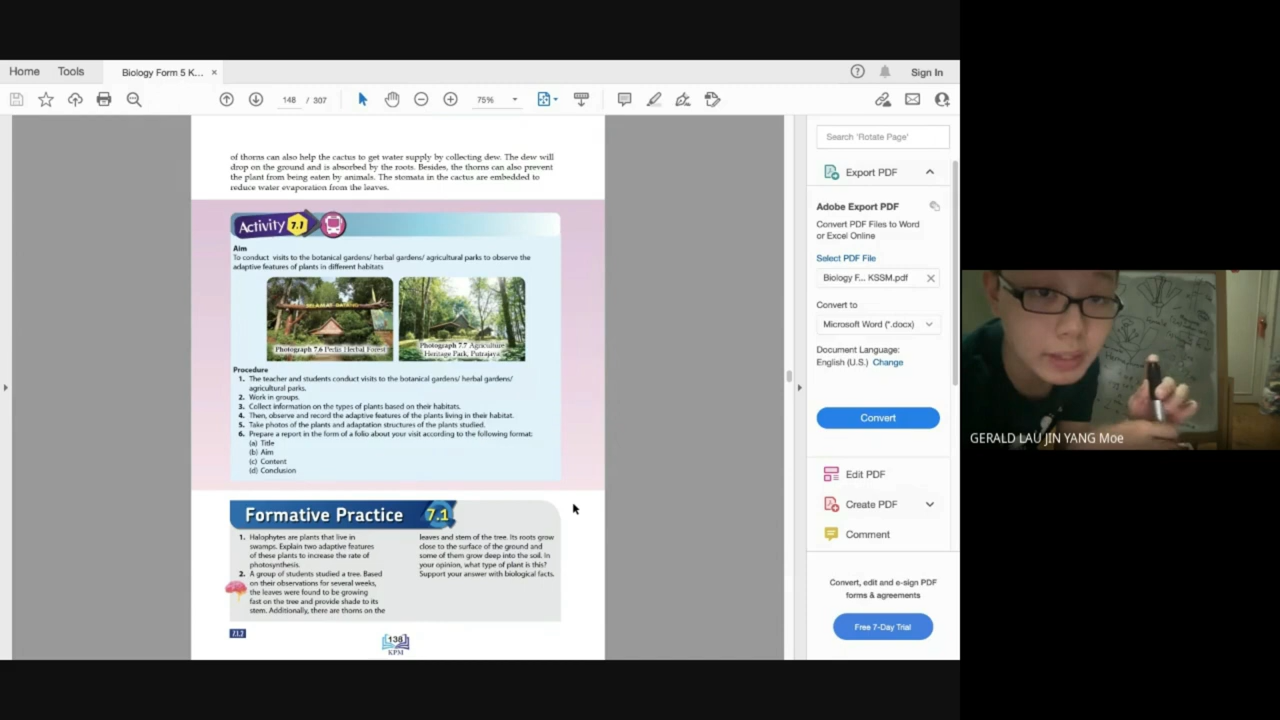 Home
Tools
Biology Form 5 K...
Sign In
148 / 307
75%
of thorns can also help the cactus to get water supply by collecting dew. The dew will
drop on the ground and is absorbed by the roots. Besides, the thorns can also prevent
the plant from being eaten by animals. The stomata in the cactus are embedded to
reduce water evaporation from the leaves.
Activity 7.1
Aim
To conduct visits to the botanical gardens/ herbal gardens/ agricultural parks to observe the
adaptive features of plants in different habitats
Photograph 7.6 Perlis Herbal Forest
Photograph 7.7 Agriculture
Heritage Park, Putrajaya
Procedure
1. The teacher and students conduct visits to the botanical gardens/ herbal gardens/
agricultural parks.
2. Work in groups.
3. Collect information on the types of plants based on their habitats.
4. Then, observe and record the adaptive features of the plants living in their habitat.
5. Take photos of the plants and adaptation structures of the plants studied.
6. Prepare a report in the form of a folio about your visit according to the following format:
(a) Title
(b) Aim
(c) Content
(d) Conclusion
Formative Practice 7.1
1. Halophytes are plants that live in
swamps. Explain two adaptive features
of these plants to increase the rate of
photosynthesis.
2. A group of students studied a tree. Based
on their observations for several weeks,
the leaves were found to be growing
fast on the tree and provide shade to its
stem. Additionally, there are thorns on the
leaves and stem of the tree. Its roots grow
close to the surface of the ground and
some of them grow deep into the soil. In
your opinion, what type of plant is this?
Support your answer with biological facts.
138
KPM
Search 'Rotate Page'
Export PDF
Adobe Export PDF
Convert PDF Files to Word
or Excel Online
Select PDF File
Biology F... KSSM.pdf
Convert to
Microsoft Word (*.docx)
Document Language:
English (U.S.) Change
Convert
Edit PDF
Create PDF
Comment
Convert, edit and e-sign PDF
forms & agreements
Free 7-Day Trial
GERALD LAU JIN YANG Moe